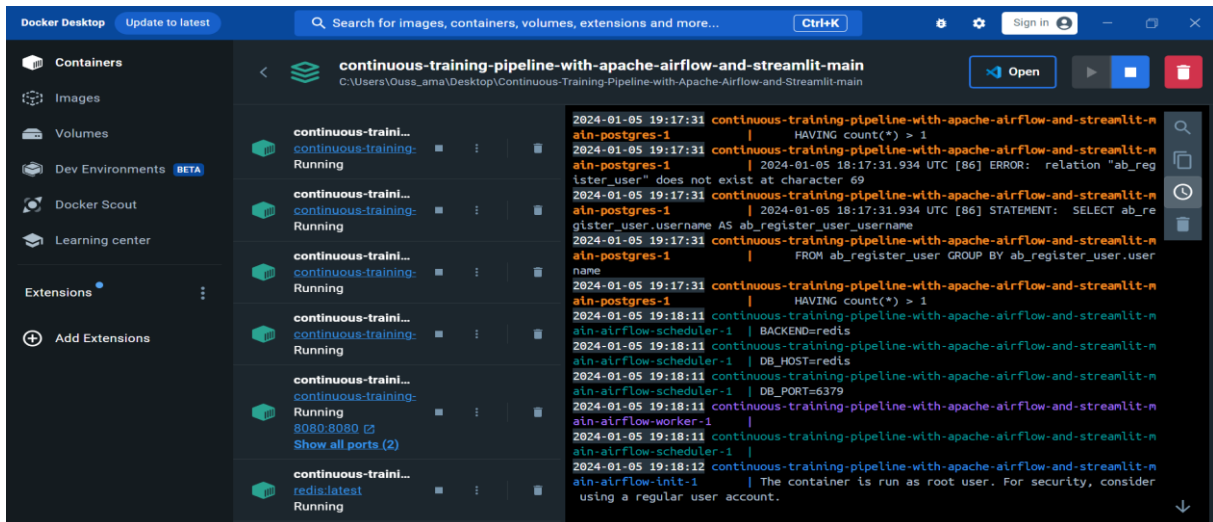 Docker Desktop Update to latest
Search for images, containers, volumes, extensions and more... Ctrl+K
Sign in
Containers
Images
Volumes
Dev Environments BETA
Docker Scout
Learning center
Extensions
Add Extensions
continuous-training-pipeline-with-apache-airflow-and-streamlit-main
C:\Users\Ouss_ama\Desktop\Continuous-Training-Pipeline-with-Apache-Airflow-and-Streamlit-main
Open
continuous-traini...
continuous-training-
Running
continuous-traini...
continuous-training-
Running
continuous-traini...
continuous-training-
Running
continuous-traini...
continuous-training-
Running
continuous-traini...
continuous-training-
Running
8080:8080
Show all ports (2)
continuous-traini...
redis:latest
Running
2024-01-05 19:17:31 continuous-training-pipeline-with-apache-airflow-and-streamlit-m
ain-postgres-1 | HAVING count(*) > 1
2024-01-05 19:17:31 continuous-training-pipeline-with-apache-airflow-and-streamlit-m
ain-postgres-1 | 2024-01-05 18:17:31.934 UTC [86] ERROR: relation "ab_reg
ister_user" does not exist at character 69
2024-01-05 19:17:31 continuous-training-pipeline-with-apache-airflow-and-streamlit-m
ain-postgres-1 | 2024-01-05 18:17:31.934 UTC [86] STATEMENT: SELECT ab_re
gister_user.username AS ab_register_user_username
2024-01-05 19:17:31 continuous-training-pipeline-with-apache-airflow-and-streamlit-m
ain-postgres-1 | FROM ab_register_user GROUP BY ab_register_user.user
name
2024-01-05 19:17:31 continuous-training-pipeline-with-apache-airflow-and-streamlit-m
ain-postgres-1 | HAVING count(*) > 1
2024-01-05 19:18:11 continuous-training-pipeline-with-apache-airflow-and-streamlit-m
ain-airflow-scheduler-1 | BACKEND=redis
2024-01-05 19:18:11 continuous-training-pipeline-with-apache-airflow-and-streamlit-m
ain-airflow-scheduler-1 | DB_HOST=redis
2024-01-05 19:18:11 continuous-training-pipeline-with-apache-airflow-and-streamlit-m
ain-airflow-scheduler-1 | DB_PORT=6379
2024-01-05 19:18:11 continuous-training-pipeline-with-apache-airflow-and-streamlit-m
ain-airflow-worker-1 |
2024-01-05 19:18:11 continuous-training-pipeline-with-apache-airflow-and-streamlit-m
ain-airflow-scheduler-1 |
2024-01-05 19:18:12 continuous-training-pipeline-with-apache-airflow-and-streamlit-m
ain-airflow-init-1 | The container is run as root user. For security, consider
using a regular user account.